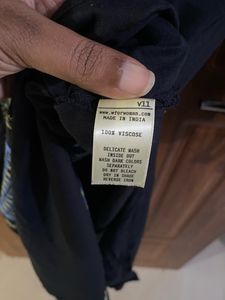 V11
www.wforwoman.com
MADE IN INDIA
100% VISCOSE
DELICATE WASH
INSIDE OUT
WASH DARK COLORS
SEPARATELY
DO NOT BLEACH
DRY IN SHADE
REVERSE IRON